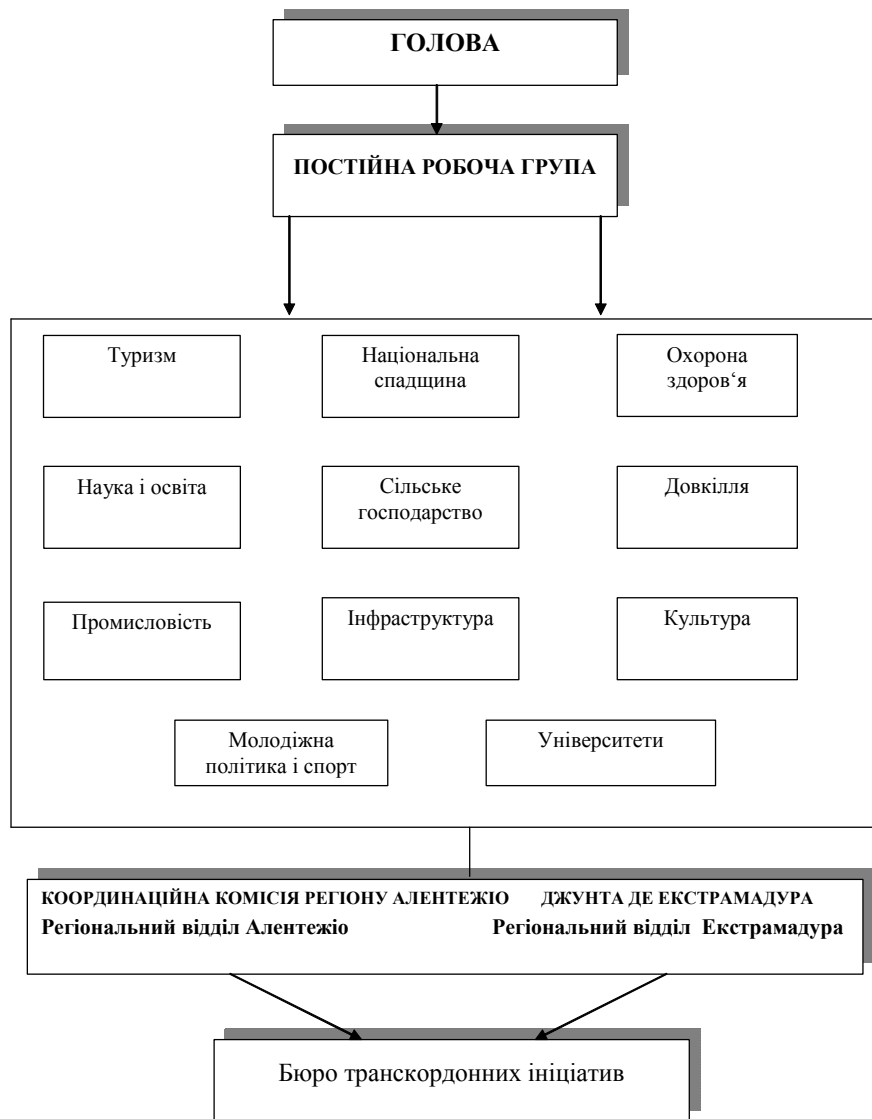 ГОЛОВА
ПОСТІЙНА РОБОЧА ГРУПА
Туризм
Національна
спадщина
Охорона
здоров‘я
Наука і освіта
Сільське
господарство
Довкілля
Промисловість
Інфраструктура
Культура
Молодіжна
політика і спорт
Університети
КООРДИНАЦІЙНА КОМІСІЯ РЕГІОНУ АЛЕНТЕЖІО ДЖУНТА ДЕ ЕКСТРАМАДУРА
Регіональний відділ Алентежіо Регіональний відділ Екстрамадура
Бюро транскордонних ініціатив